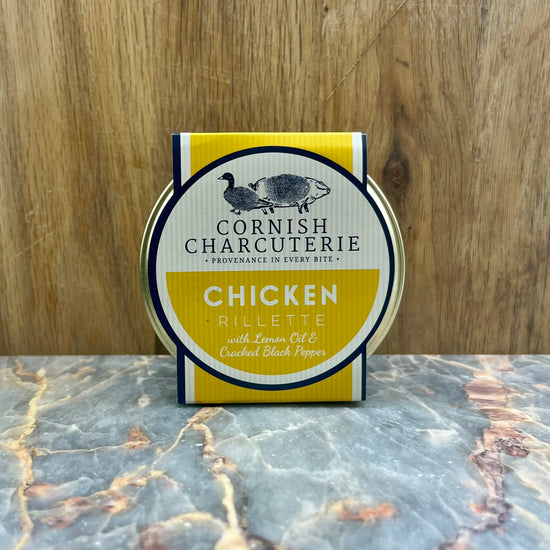 CORNISH
CHARCUTERIE
• PROVENANCE IN EVERY BITE •
CHICKEN
RILLETTE
with Lemon Oil &
Cracked Black Pepper